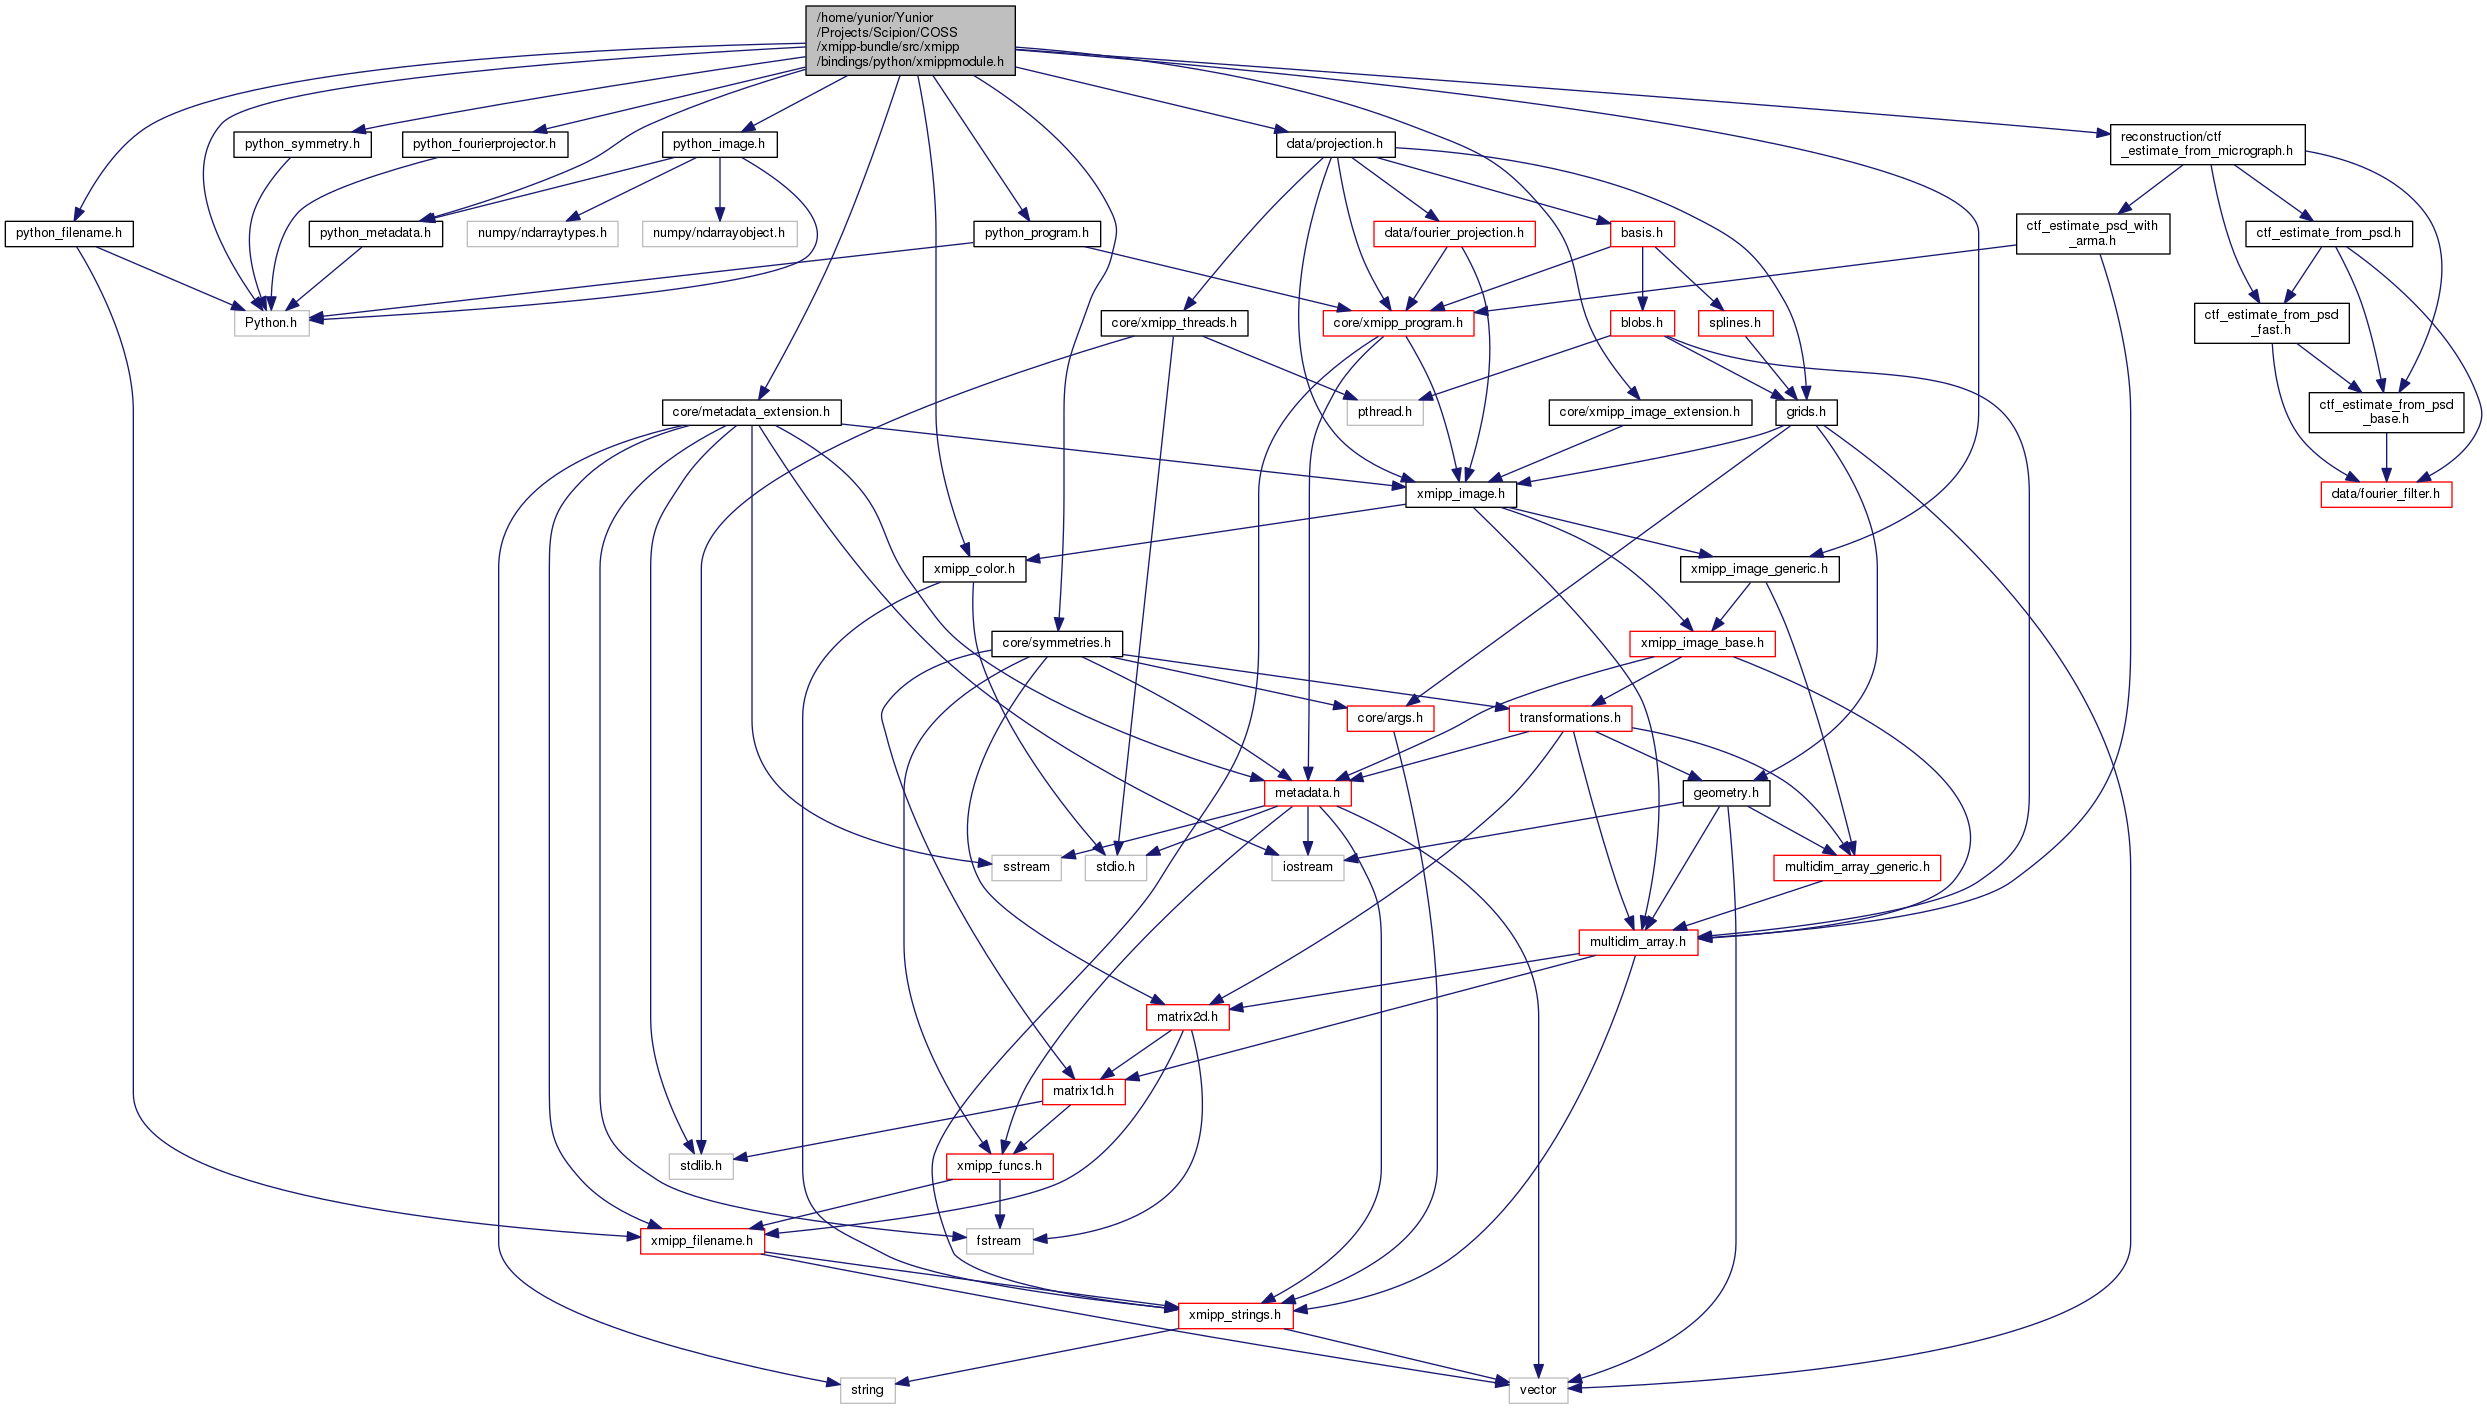 /home/yunior/Yunior
/Projects/Scipion/COSS
/xmipp-bundle/src/xmipp
/bindings/python/xmippmodule.h
python_symmetry.h
python_fourierprojector.h
python_image.h
data/projection.h
reconstruction/ctf
_estimate_from_micrograph.h
python_filename.h
python_metadata.h
numpy/ndarraytypes.h
numpy/ndarrayobject.h
python_program.h
data/fourier_projection.h
basis.h
ctf_estimate_psd_with
_arma.h
ctf_estimate_from_psd.h
Python.h
core/xmipp_threads.h
core/xmipp_program.h
blobs.h
splines.h
ctf_estimate_from_psd
_fast.h
core/metadata_extension.h
pthread.h
core/xmipp_image_extension.h
grids.h
ctf_estimate_from_psd
_base.h
xmipp_image.h
data/fourier_filter.h
xmipp_color.h
xmipp_image_generic.h
core/symmetries.h
xmipp_image_base.h
core/args.h
transformations.h
metadata.h
geometry.h
sstream
stdio.h
iostream
multidim_array_generic.h
multidim_array.h
matrix2d.h
matrix1d.h
stdlib.h
xmipp_funcs.h
xmipp_filename.h
fstream
xmipp_strings.h
string
vector